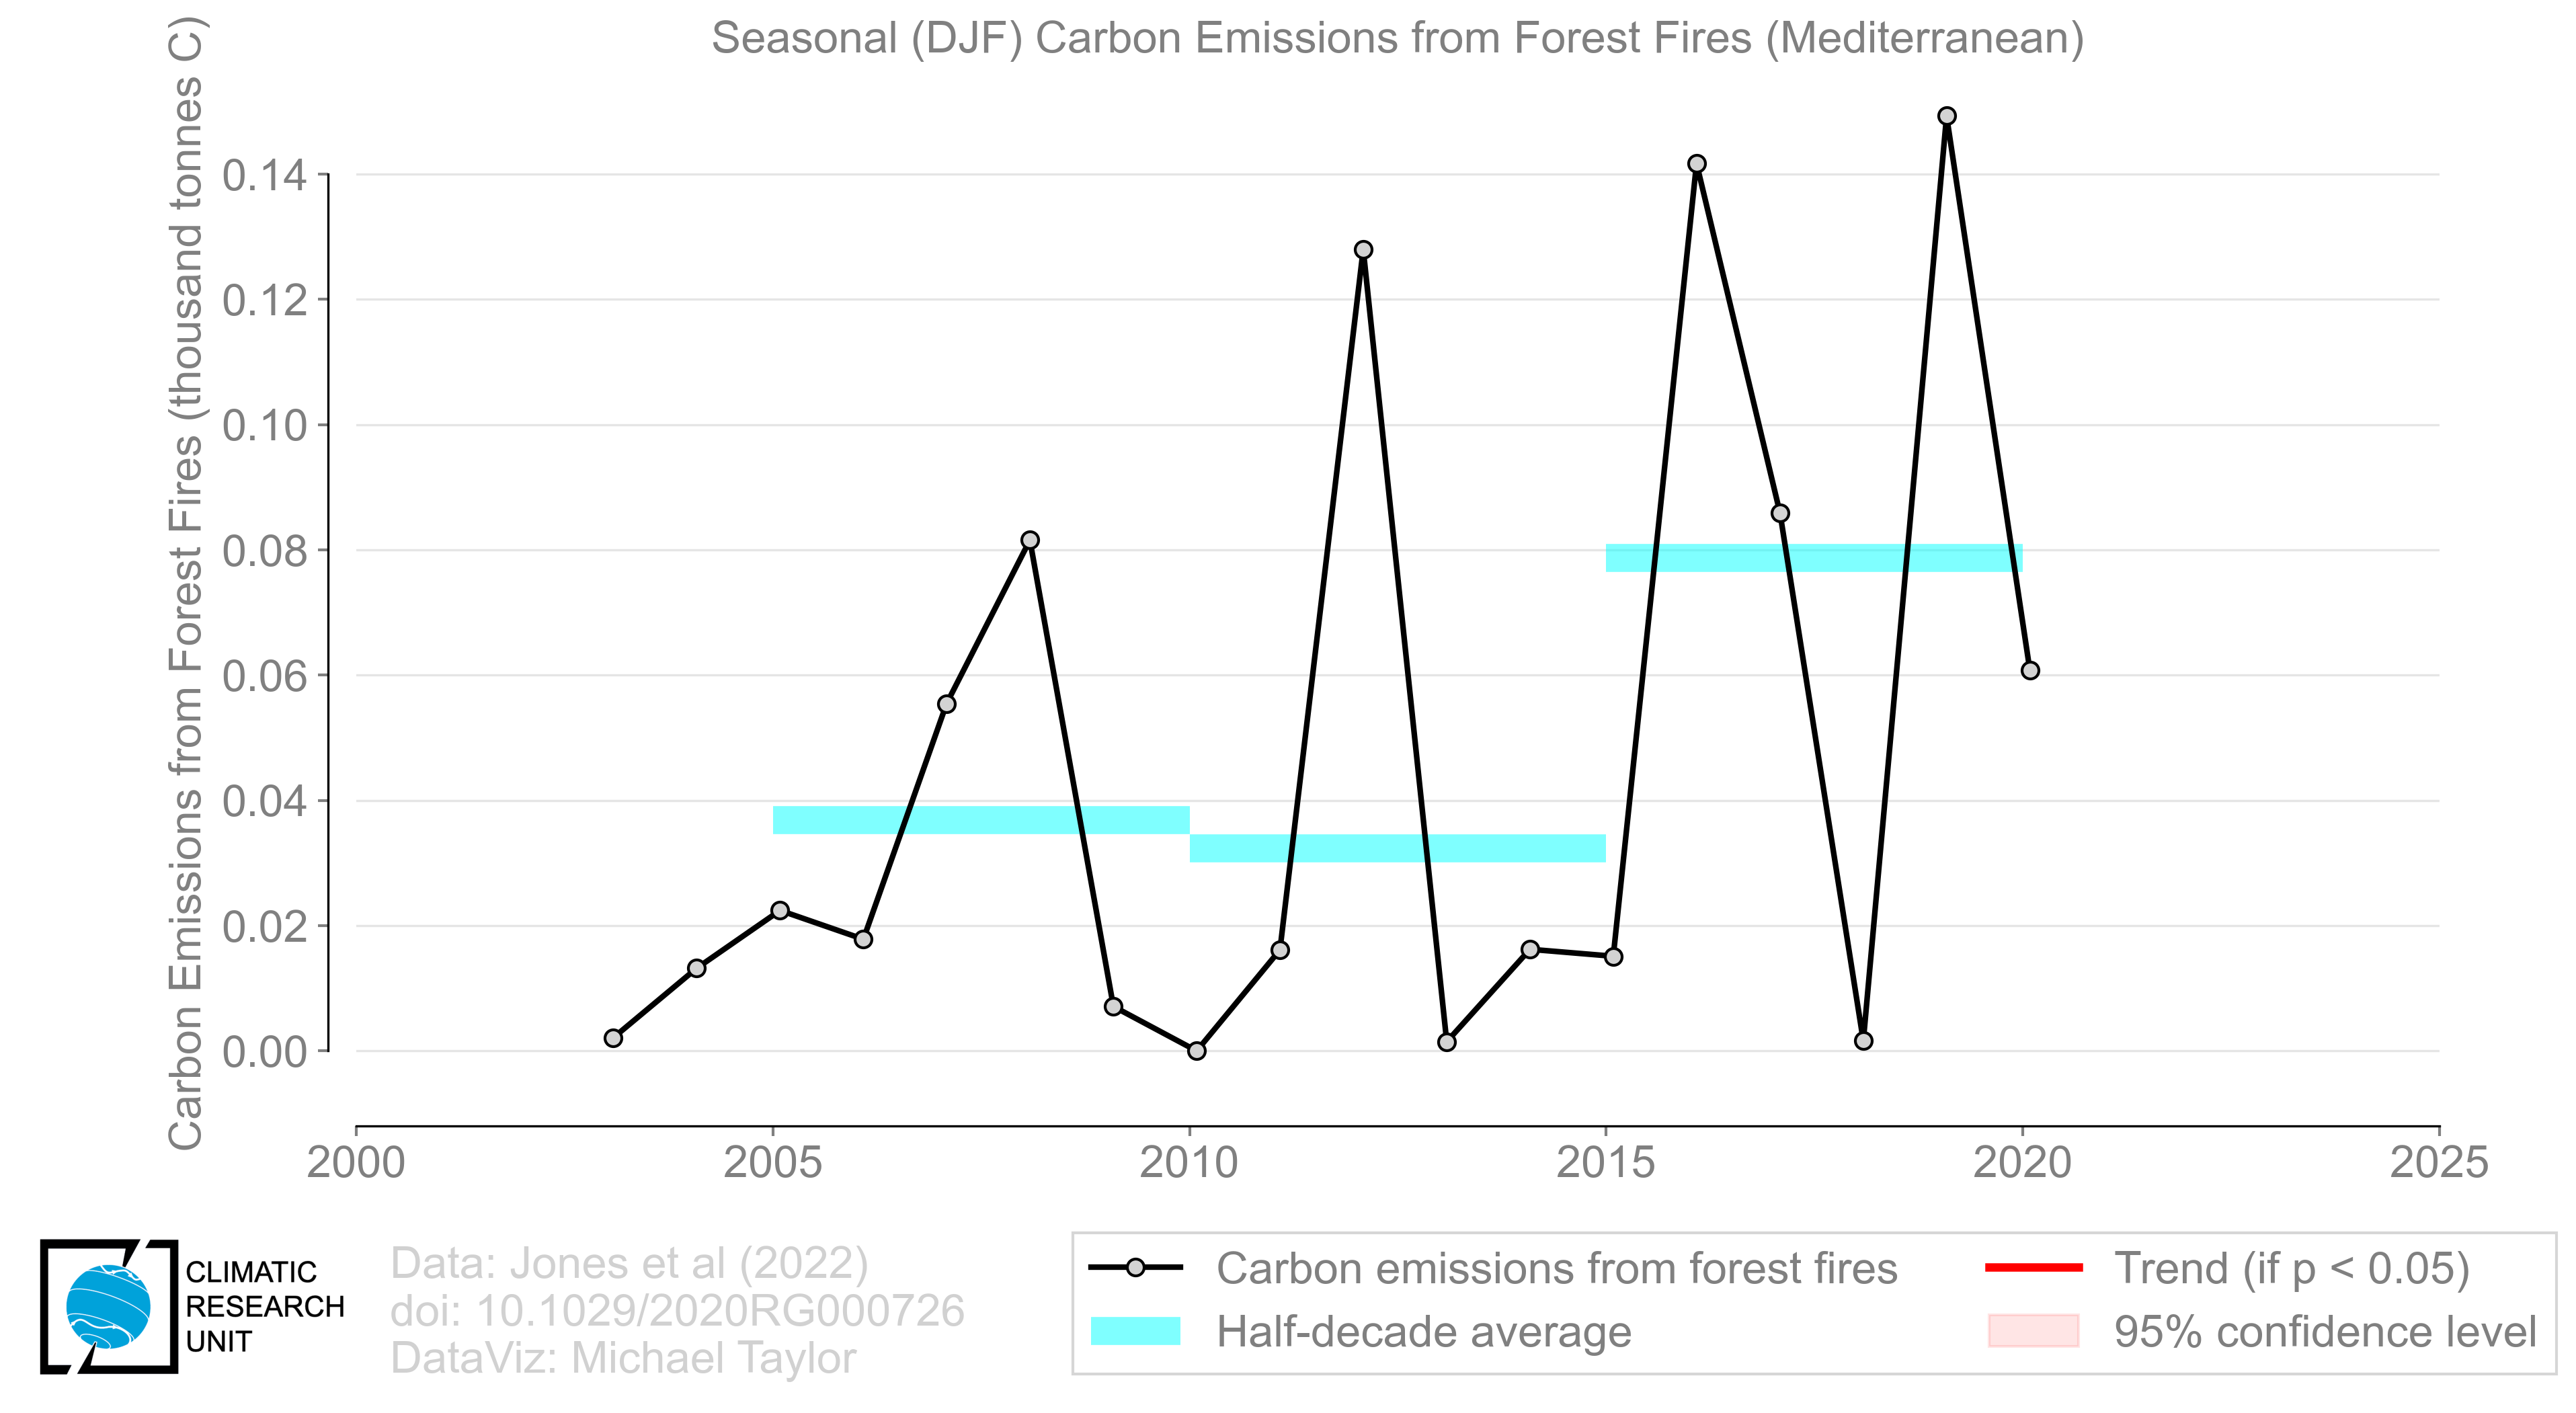 Seasonal (DJF) Carbon Emissions from Forest Fires (Mediterranean)
Carbon Emissions from Forest Fires (thousand tonnes C)
0.14
0.12
0.10
0.08
0.06
0.04
0.02
0.00
2000 2005 2010 2015 2020 2025
CLIMATIC
RESEARCH
UNIT
Data: Jones et al (2022)
doi: 10.1029/2020RG000726
DataViz: Michael Taylor
Carbon emissions from forest fires
Half-decade average
Trend (if p < 0.05)
95% confidence level